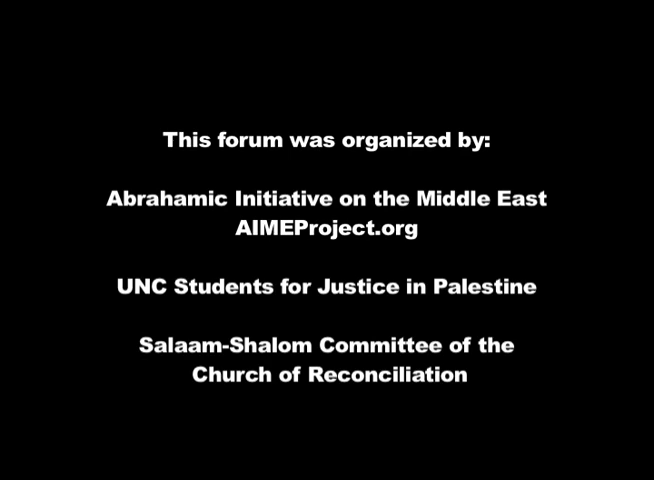 This forum was organized by:
Abrahamic Initiative on the Middle East
AIMEProject.org
UNC Students for Justice in Palestine
Salaam-Shalom Committee of the
Church of Reconciliation